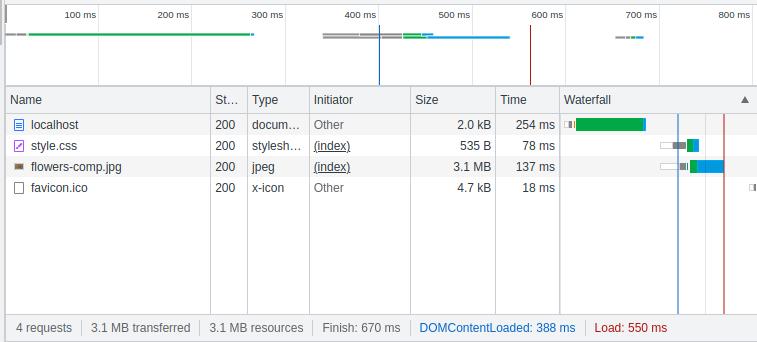 100 ms 200 ms 300 ms 400 ms 500 ms 600 ms 700 ms 800 ms
Name St… Type Initiator Size Time Waterfall
localhost 200 docum… Other 2.0 kB 254 ms
style.css 200 stylesh… (index) 535 B 78 ms
flowers-comp.jpg 200 jpeg (index) 3.1 MB 137 ms
favicon.ico 200 x-icon Other 4.7 kB 18 ms
4 requests 3.1 MB transferred 3.1 MB resources Finish: 670 ms DOMContentLoaded: 388 ms Load: 550 ms